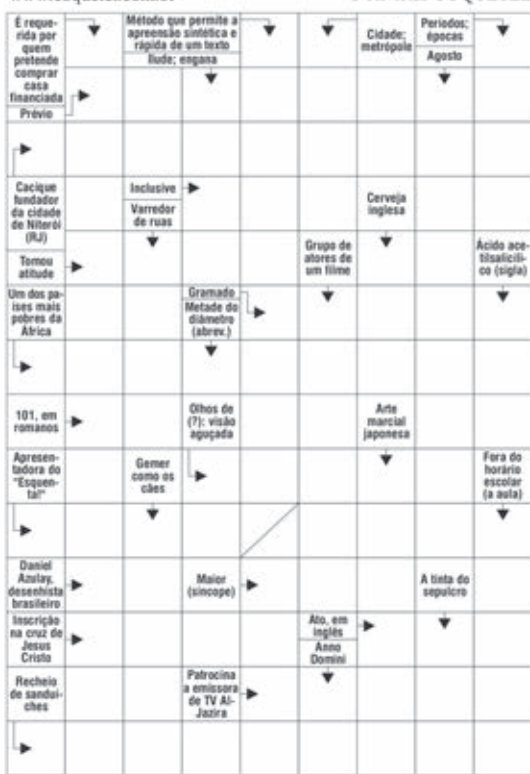 É reque-
rida por
quem
pretende
comprar
casa
financiada
Prévio
Método que permite a
apreensão sintética e
rápida de um texto
Ilude; engana
Cidade;
metrópole
Períodos;
épocas
Agosto
Cacique
fundador
da cidade
de Niterói
(RJ)
Tomou
atitude
Inclusive
Varredor
de ruas
Cerveja
inglesa
Grupo de
atores de
um filme
Ácido ace-
tilsalicíli-
co (sigla)
Um dos pa-
íses mais
pobres da
África
Gramado
Metade do
diâmetro
(abrev.)
101, em
romanos
Olhos de
(?): visão
aguçada
Arte
marcial
japonesa
Apresen-
tadora do
"Esquen-
ta!"
Gemer
como os
cães
Fora do
horário
escolar
(a aula)
Daniel
Azulay,
desenhista
brasileiro
Maior
(síncope)
A tinta do
sepulcro
Inscrição
na cruz de
Jesus
Cristo
Ato, em
inglês
Anno
Domini
Recheio
de sanduí-
ches
Patrocina
a emissora
de TV Al-
Jazira